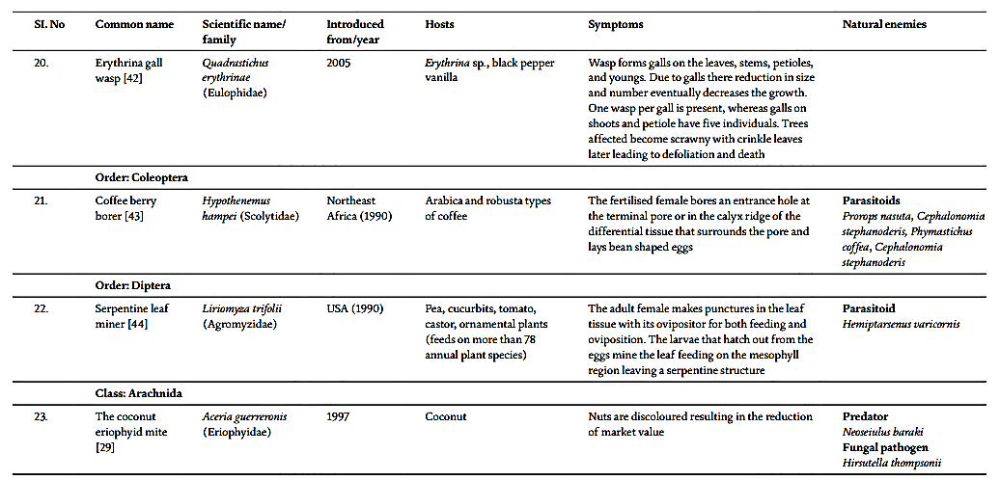 SI. No Common name Scientific name/ Introduced Hosts Symptoms Natural enemies
family from/year
20. Erythrina gall Quadrastichus 2005 Erythrina sp., black pepper Wasp forms galls on the leaves, stems, petioles,
wasp [42] erythrinae vanilla and youngs. Due to galls there reduction in size
(Eulophidae) and number eventually decreases the growth.
One wasp per gall is present, whereas galls on
shoots and petiole have five individuals. Trees
affected become scrawny with crinkle leaves
later leading to defoliation and death
Order: Coleoptera
21. Coffee berry Hypothenemus Northeast Arabica and robusta types The fertilised female bores an entrance hole at Parasitoids
borer [43] hampei (Scolytidae) Africa (1990) of coffee the terminal pore or in the calyx ridge of the Prorops nasuta, Cephalonomia
differential tissue that surrounds the pore and stephanoderis, Phymastichus
lays bean shaped eggs coffea, Cephalonomia
stephanoderis
Order: Diptera
22. Serpentine leaf Liriomyza trifolii USA (1990) Pea, cucurbits, tomato, The adult female makes punctures in the leaf Parasitoid
miner [44] (Agromyzidae) castor, ornamental plants tissue with its ovipositor for both feeding and Hemiptarsenus varicornis
(feeds on more than 78 oviposition. The larvae that hatch out from the
annual plant species) eggs mine the leaf feeding on the mesophyll
region leaving a serpentine structure
Class: Arachnida
23. The coconut Aceria guerreronis 1997 Coconut Nuts are discoloured resulting in the reduction Predator
eriophyid mite (Eriophyidae) of market value Neoseiulus baraki
[29] Fungal pathogen
Hirsutella thompsonii